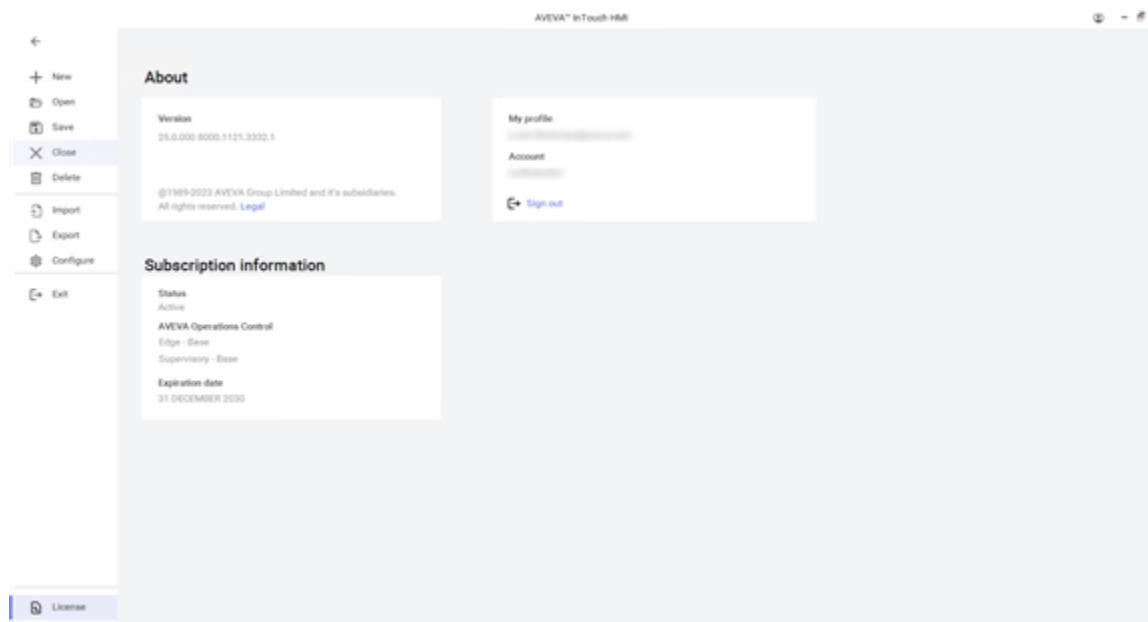 AVEVA™ InTouch HMI
New
Open
Save
Close
Delete
Import
Export
Configure
Exit
License
About
Version
25.0.000 8000.1121.3332.1
@1989-2023 AVEVA Group Limited and it's subsidiaries.
All rights reserved. Legal
My profile
Account
Sign out
Subscription information
Status
Active
AVEVA Operations Control
Edge - Base
Supervisory - Base
Expiration date
31 DECEMBER 2030